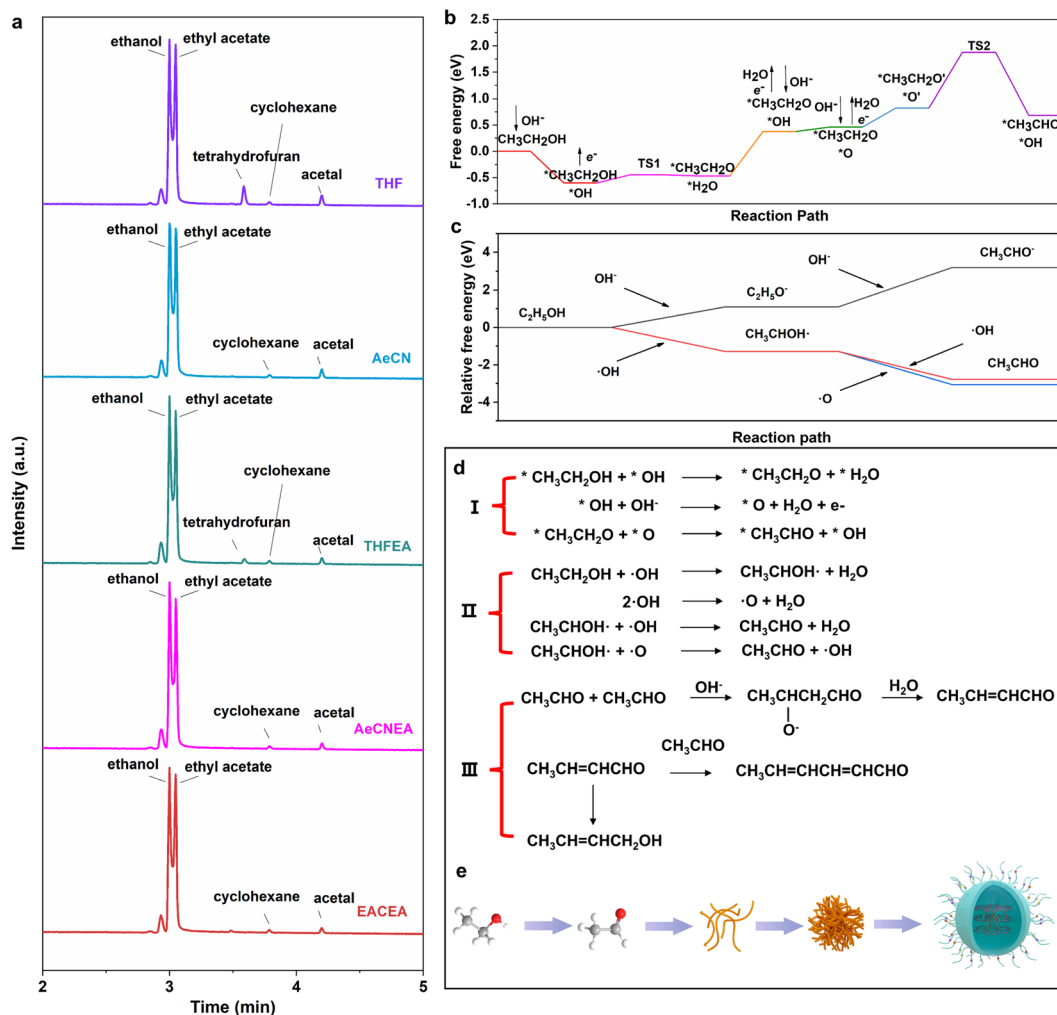 a
ethanol
ethyl acetate
cyclohexane
tetrahydrofuran
acetal
THF
ethanol
ethyl acetate
cyclohexane
acetal
AeCN
ethanol
ethyl acetate
cyclohexane
tetrahydrofuran
acetal
THFEA
ethanol
ethyl acetate
cyclohexane
acetal
AeCNEA
ethanol
ethyl acetate
cyclohexane
acetal
EACEA
Intensity (a.u.)
2 3 4 5
Time (min)
b
Free energy (eV)
2.5
2.0
1.5
1.0
0.5
0.0
-0.5
-1.0
OH-
CH3CH2OH
e-
*CH3CH2OH
*OH
TS1
*CH3CH2O
*H2O
H2O OH-
e-
*CH3CH2O
*OH
OH- H2O
e-
*CH3CH2O
*O
*CH3CH2O'
*O'
TS2
*CH3CHO
*OH
Reaction Path
c
Relative free energy (eV)
4
2
0
-2
-4
C2H5OH
OH-
C2H5O-
OH-
CH3CHO-
·OH
CH3CHOH·
·OH
·O
CH3CHO
Reaction path
d
I
* CH3CH2OH + * OH → * CH3CH2O + * H2O
* OH + OH- → * O + H2O + e-
* CH3CH2O + * O → * CH3CHO + * OH
II
CH3CH2OH + ·OH → CH3CHOH· + H2O
2·OH → ·O + H2O
CH3CHOH· + ·OH → CH3CHO + H2O
CH3CHOH· + ·O → CH3CHO + ·OH
III
CH3CHO + CH3CHO OH- → CH3CHCH2CHO H2O → CH3CH=CHCHO
O-
CH3CHO
CH3CH=CHCHO → CH3CH=CHCH=CHCHO
CH3CH=CHCH2OH
e